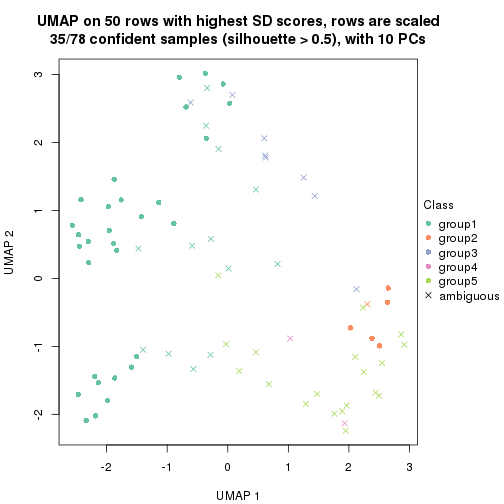 UMAP on 50 rows with highest SD scores, rows are scaled
35/78 confident samples (silhouette > 0.5), with 10 PCs
3
2
1
0
-1
-2
UMAP 2
-2
-1
0
1
2
3
UMAP 1
Class
group1
group2
group3
group4
group5
ambiguous